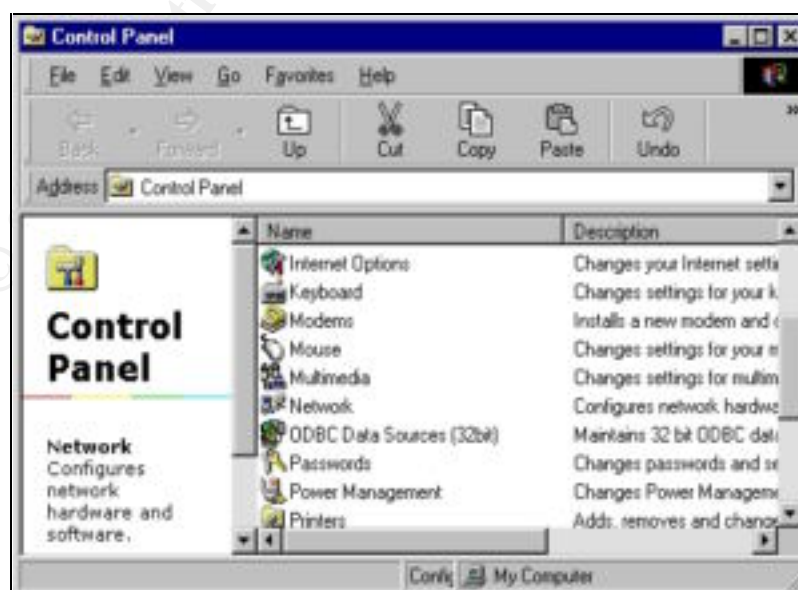 Control Panel
File Edit View Go Favorites Help
Back Forward Up Cut Copy Paste Undo
Address Control Panel
Name Description
Control
Panel
Network
Configures
network
hardware and
software.
Internet Options Changes your Internet setti
Keyboard Changes settings for your k
Modems Installs a new modem and
Mouse Changes settings for your
Multimedia Changes settings for multim
Network Configures network hardwa
ODBC Data Sources (32bit) Maintains 32 bit ODBC dat
Passwords Changes passwords and se
Power Management Changes Power Managem
Printers Adds, removes and chang
My Computer